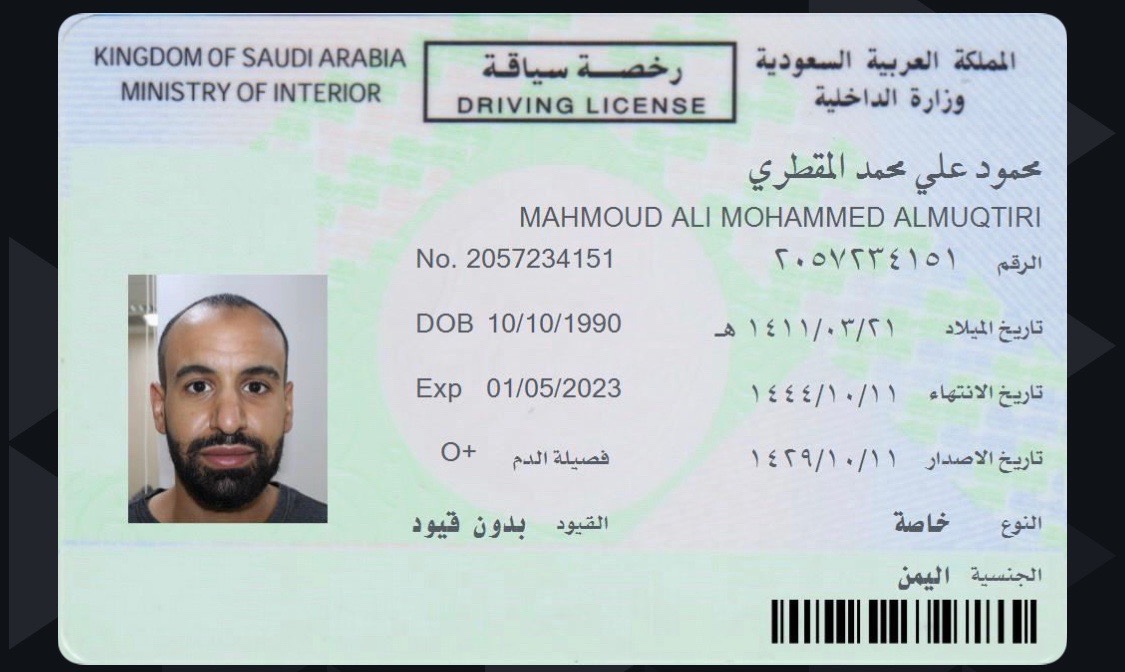 KINGDOM OF SAUDI ARABIA
MINISTRY OF INTERIOR
رخصة سياقة
DRIVING LICENSE
المملكة العربية السعودية
وزارة الداخلية
محمود علي محمد المقطري
MAHMOUD ALI MOHAMMED ALMUQTIRI
No. 2057234151
الرقم ٢٠٥٧٢٣٤١٥١
DOB 10/10/1990
تاريخ الميلاد ١٤١١/٠٣/٢١ هـ
Exp 01/05/2023
تاريخ الانتهاء ١٤٤٤/١٠/١١
فصيلة الدم O+
تاريخ الاصدار ١٤٢٩/١٠/١١
النوع خاصة
القيود بدون قيود
الجنسية اليمن